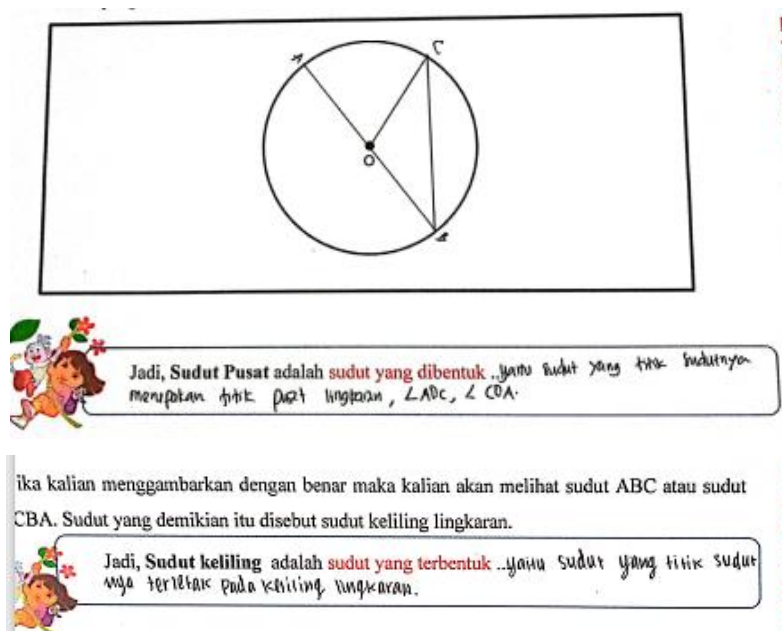 A
C
O
B
Jadi, Sudut Pusat adalah sudut yang dibentuk ..yaitu sudut yang titik sudutnya
merupakan titik pusat lingkaran, ∠AOC, ∠ COA.
ika kalian menggambarkan dengan benar maka kalian akan melihat sudut ABC atau sudut
CBA. Sudut yang demikian itu disebut sudut keliling lingkaran.
Jadi, Sudut keliling adalah sudut yang terbentuk ..yaitu sudut yang titik sudut
nya terletak pada keliling lingkaran.